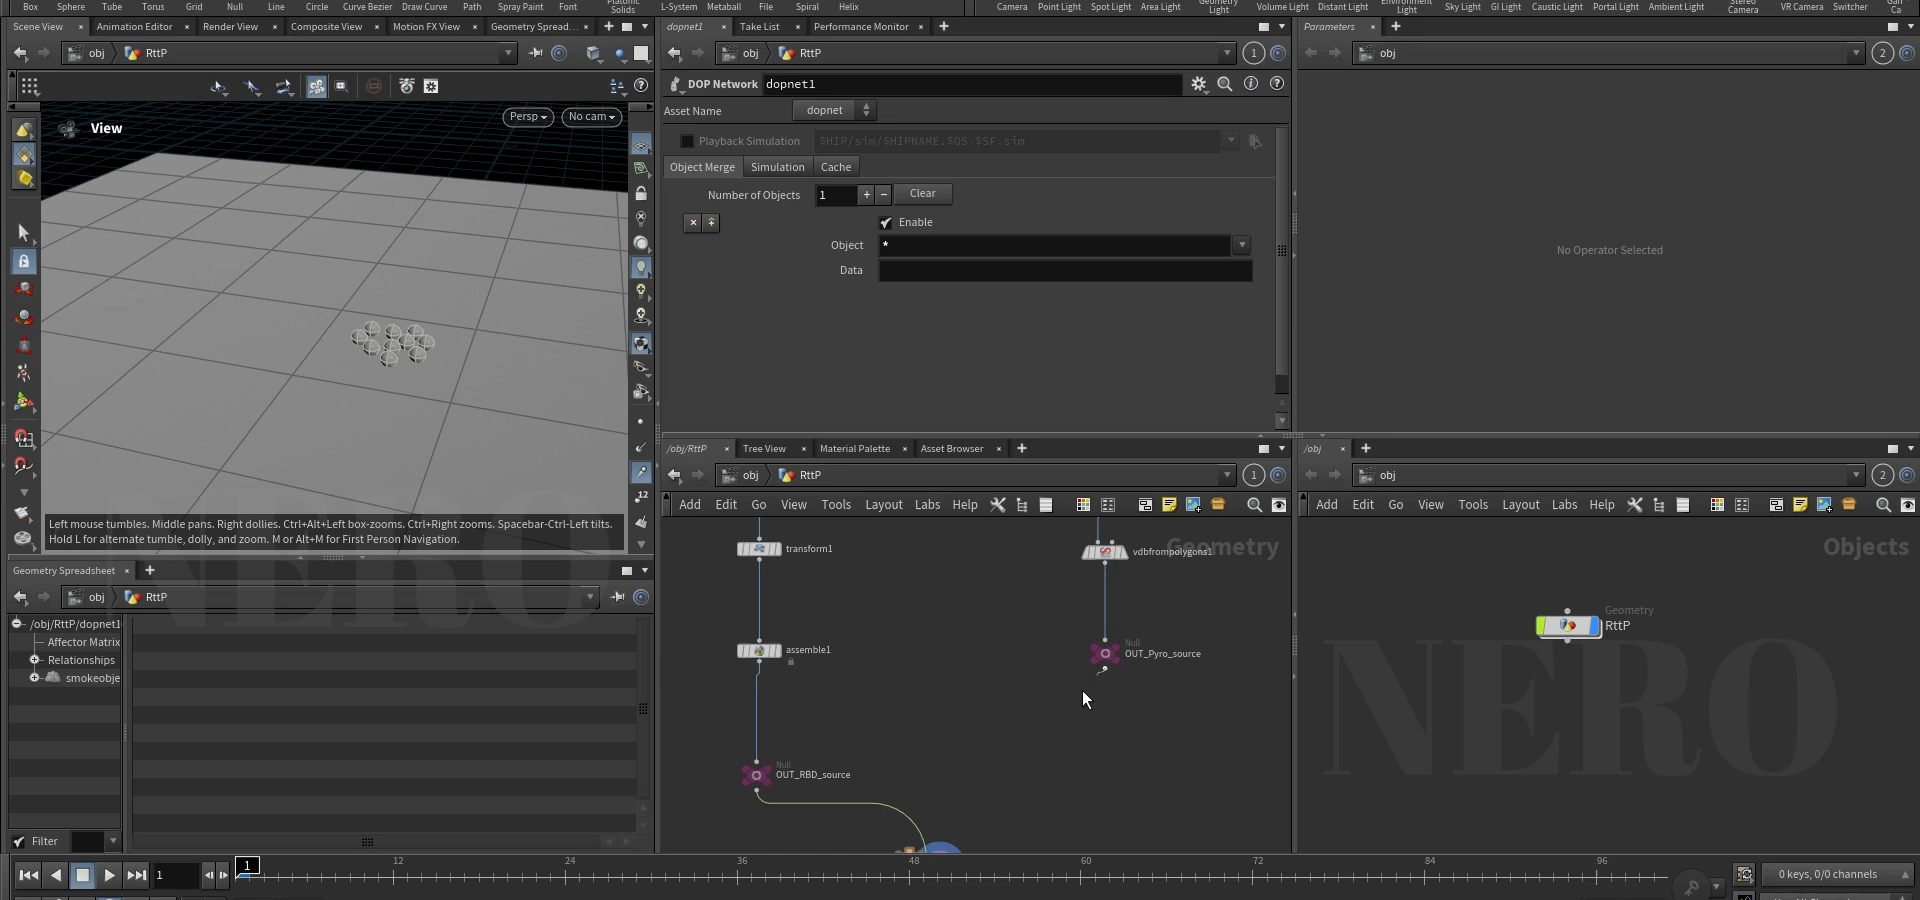 Box Sphere Tube Torus Grid Null Line Circle Curve Bezier Draw Curve Path Spray Paint Font Platonic Solids L-System Metaball File Spiral Helix
Camera Point Light Spot Light Area Light Geometry Light Volume Light Distant Light Environment Light Sky Light GI Light Caustic Light Portal Light Ambient Light Stereo Camera VR Camera Switcher
Scene View Animation Editor Render View Composite View Motion FX View Geometry Spread...
obj RttP
View
Persp
No cam
Left mouse tumbles. Middle pans. Right dollies. Ctrl+Alt+Left box-zooms. Ctrl+Right zooms. Spacebar-Ctrl-Left tilts.
Hold L for alternate tumble, dolly, and zoom. M or Alt+M for First Person Navigation.
12
Geometry Spreadsheet
obj RttP
/obj/RttP/dopnet1
Affector Matrix
Relationships
smokeobje
Filter
dopnet1 Take List Performance Monitor
obj RttP 1
DOP Network dopnet1
Asset Name dopnet
Playback Simulation $HIP/sim/$HIPNAME.$OS.$SF.sim
Object Merge Simulation Cache
Number of Objects 1 + − Clear
Enable
Object *
Data
/obj/RttP Tree View Material Palette Asset Browser
obj RttP 1
Add Edit Go View Tools Layout Labs Help
Geometry
transform1
vdbfrompolygons1
assemble1
Null
OUT_Pyro_source
Null
OUT_RBD_source
Parameters
obj 2
No Operator Selected
/obj
obj 2
Add Edit Go View Tools Layout Labs Help
Objects
Geometry
RttP
NERO
NERO
1 1 12 24 36 48 60 72 84 96
0 keys, 0/0 channels